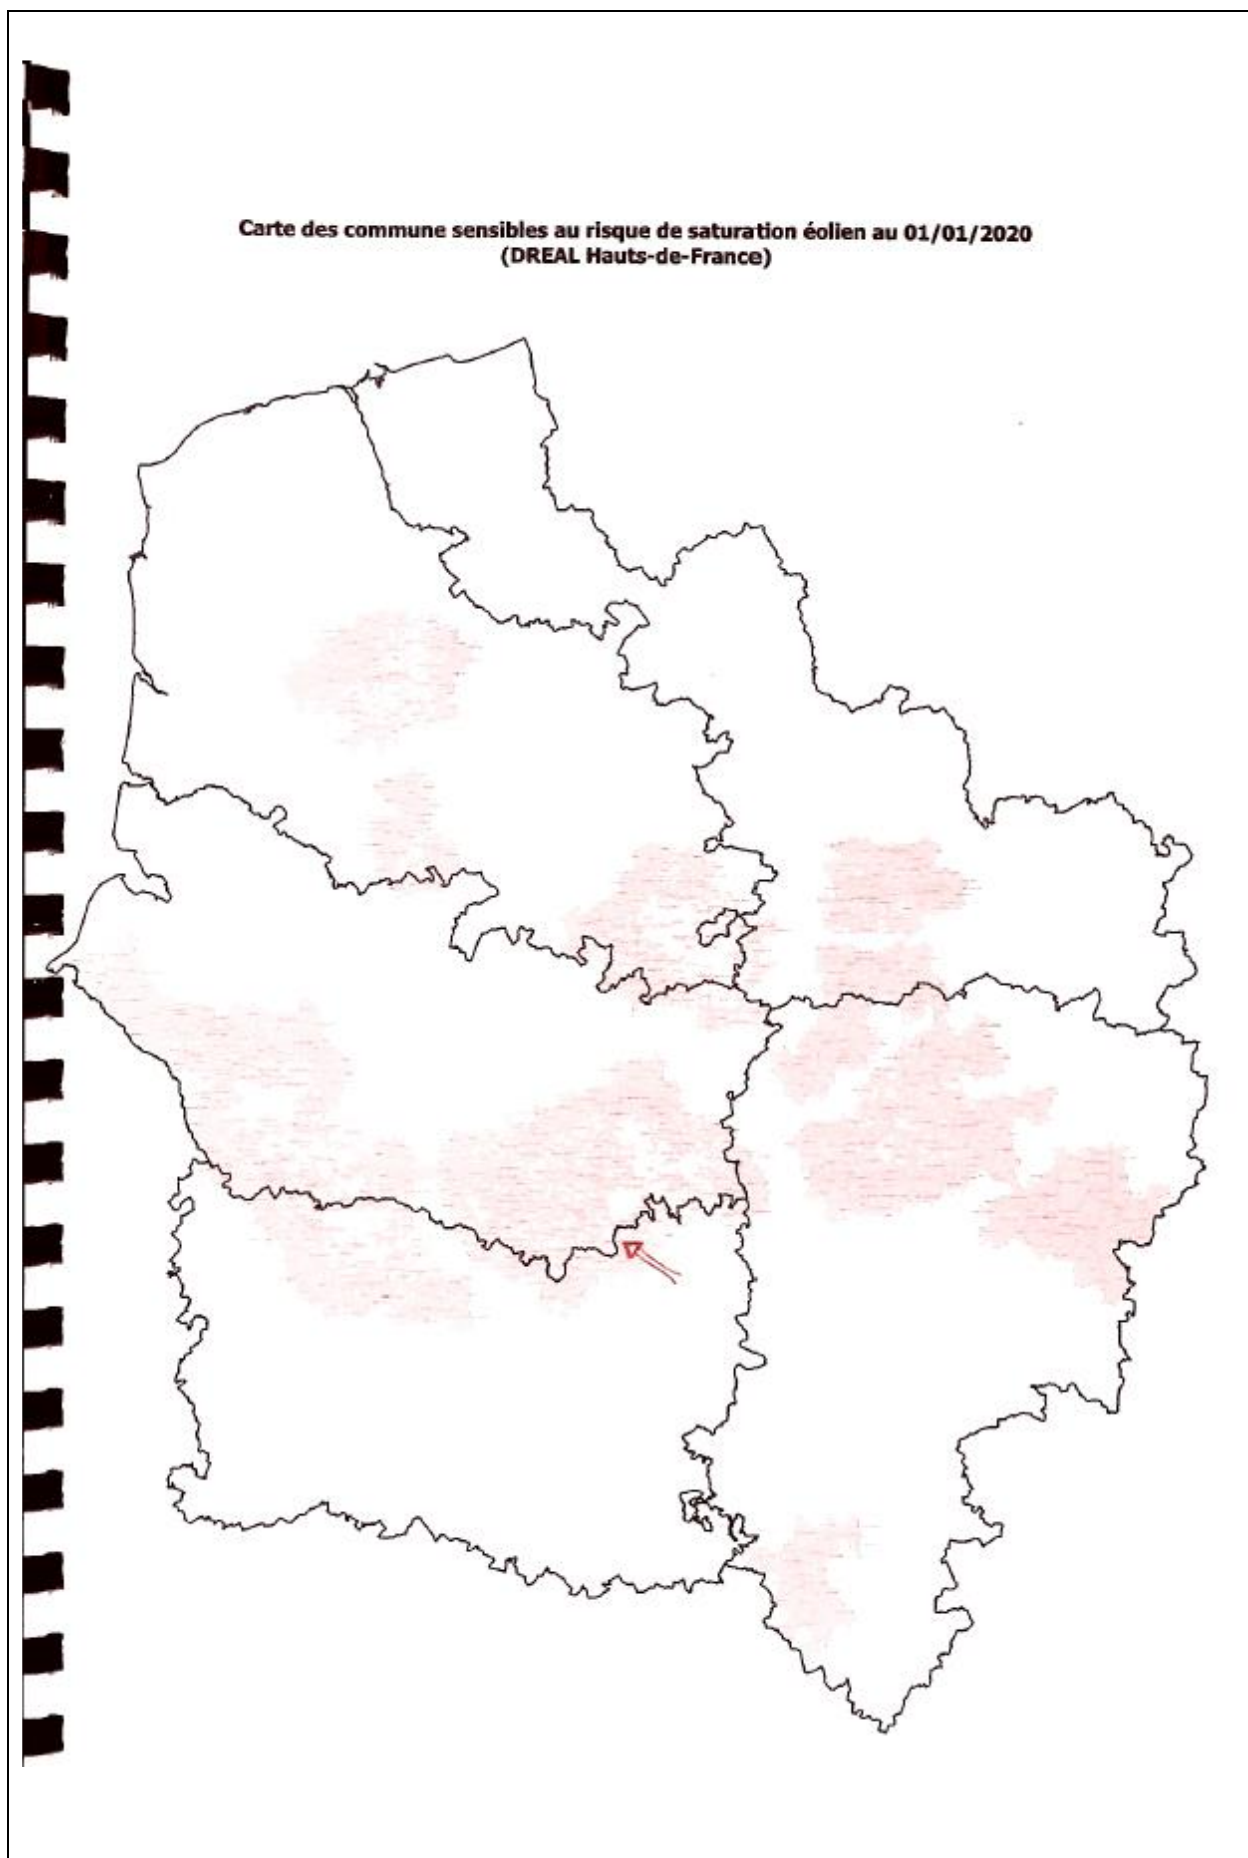 Carte des commune sensibles au risque de saturation éolien au 01/01/2020
(DREAL Hauts-de-France)